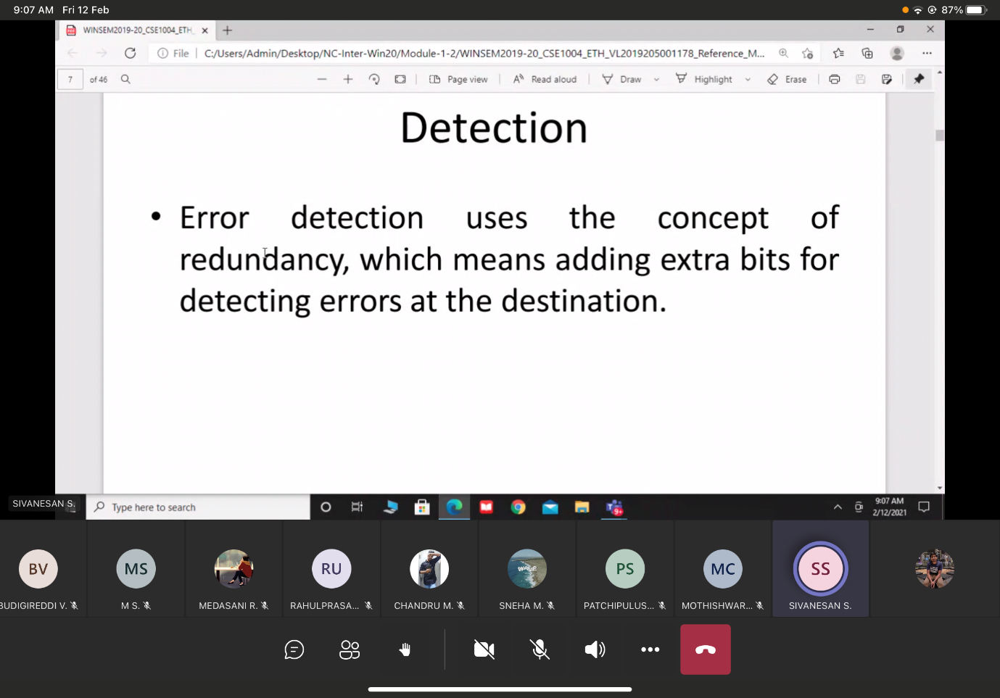 9:07 AM Fri 12 Feb
87%
WINSEM2019-20_CSE1004_ETH_
File C:/Users/Admin/Desktop/NC-Inter-Win20/Module-1-2/WINSEM2019-20_CSE1004_ETH_VL2019205001178_Reference_M...
7 of 46 Page view Read aloud Draw Highlight Erase
Detection
• Error detection uses the concept of
redundancy, which means adding extra bits for
detecting errors at the destination.
SIVANESAN S.
Type here to search
9+
9:07 AM
2/12/2021
BV MS RU WAVE PS MC SS
BUDIGIREDDI V. M S. MEDASANI R. RAHULPRASA... CHANDRU M. SNEHA M. PATCHIPULUS... MOTHISHWAR... SIVANESAN S.